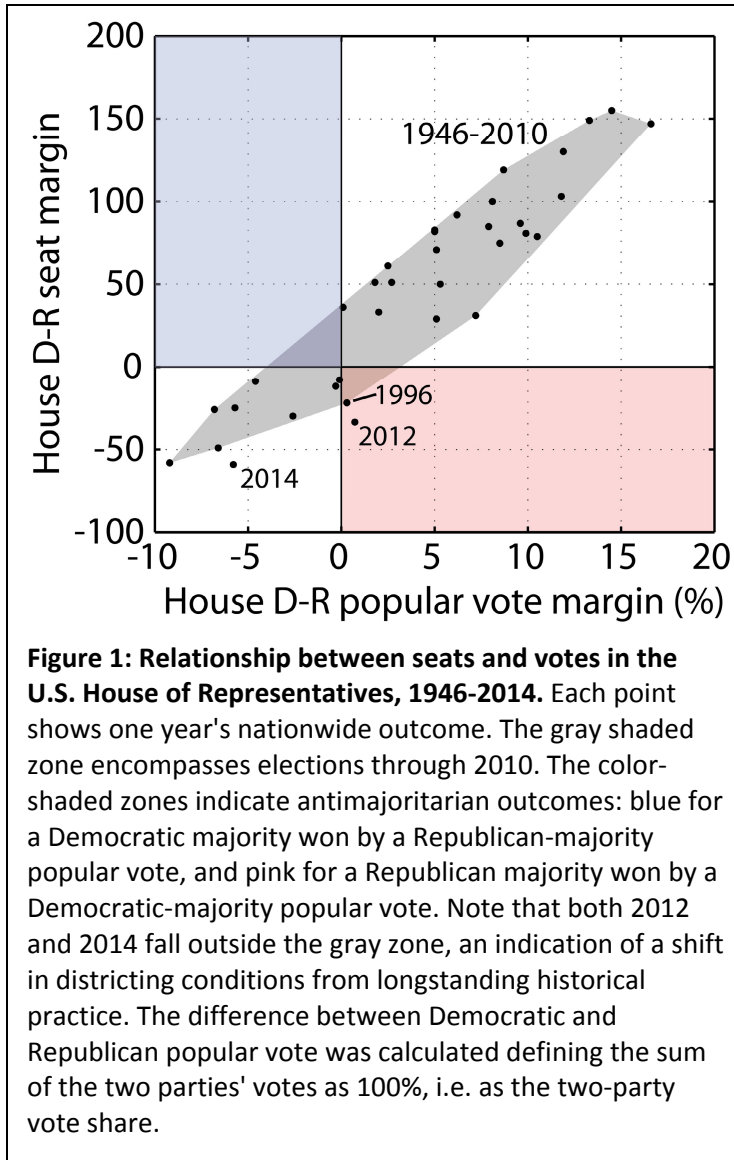 200
150
100
50
0
-50
-100
House D-R seat margin
1946-2010
1996
2012
2014
-10 -5 0 5 10 15 20
House D-R popular vote margin (%)
Figure 1: Relationship between seats and votes in the
U.S. House of Representatives, 1946-2014. Each point
shows one year's nationwide outcome. The gray shaded
zone encompasses elections through 2010. The color-
shaded zones indicate antimajoritarian outcomes: blue for
a Democratic majority won by a Republican-majority
popular vote, and pink for a Republican majority won by a
Democratic-majority popular vote. Note that both 2012
and 2014 fall outside the gray zone, an indication of a shift
in districting conditions from longstanding historical
practice. The difference between Democratic and
Republican popular vote was calculated defining the sum
of the two parties' votes as 100%, i.e. as the two-party
vote share.